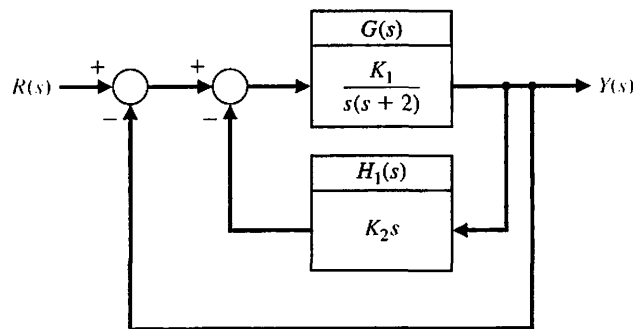 G(s)
+ +
R(s) K₁ Y(s)
s(s + 2)
− −
H₁(s)
K₂s